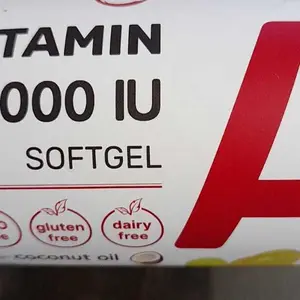 TAMIN
000 IU
SOFTGEL
gluten dairy
free free
coconut oil
A